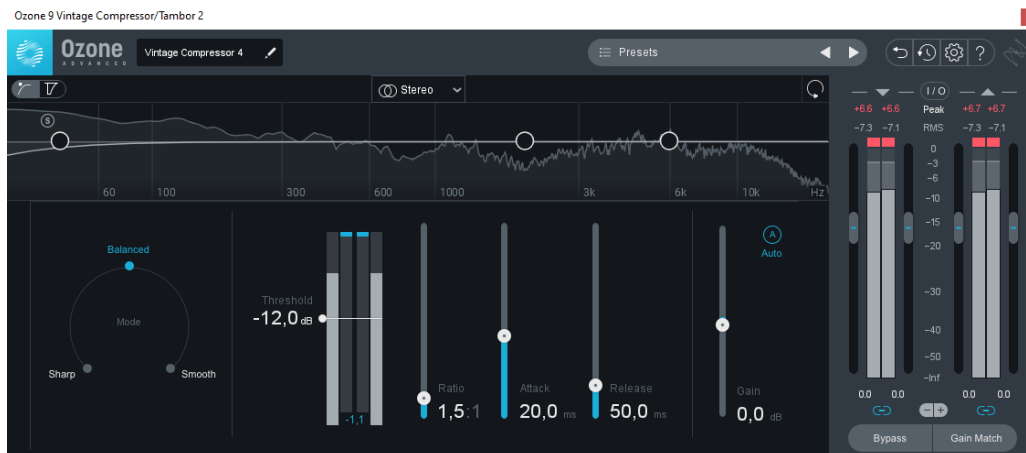 Ozone 9 Vintage Compressor/Tambor 2
Ozone
ADVANCED
Vintage Compressor 4
Presets
?
Stereo
S
60 100 300 600 1000 3k 6k 10k Hz
Balanced
Mode
Sharp
Smooth
Threshold
-12,0 dB
-1,1
Ratio
1,5:1
Attack
20,0 ms
Release
50,0 ms
A
Auto
Gain
0,0 dB
I / O
+6.6 +6.6 Peak +6.7 +6.7
-7.3 -7.1 RMS -7.3 -7.1
0
-3
-6
-10
-15
-20
-30
-40
-50
-Inf
0.0 0.0 0.0 0.0
- +
Bypass
Gain Match